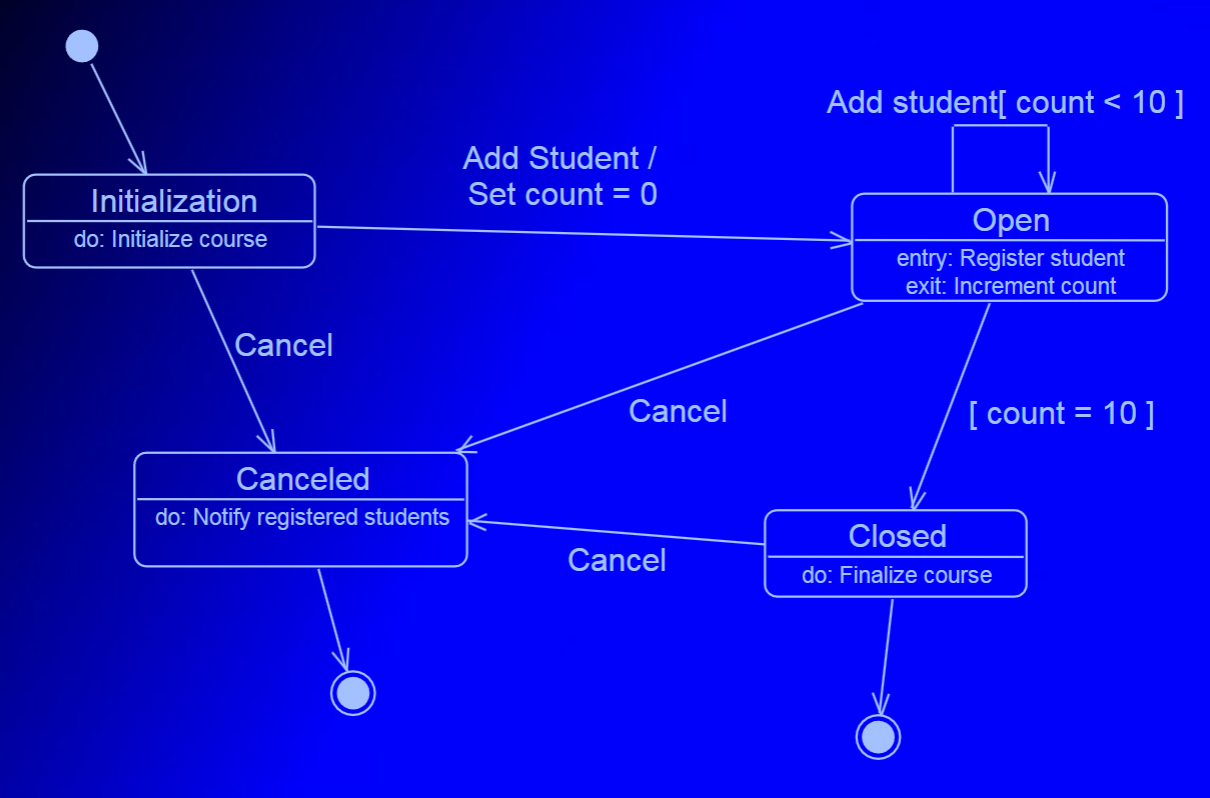 Add student[ count < 10 ]
Add Student /
Set count = 0
Initialization
do: Initialize course
Open
entry: Register student
exit: Increment count
Cancel
Cancel
[ count = 10 ]
Canceled
do: Notify registered students
Cancel
Closed
do: Finalize course